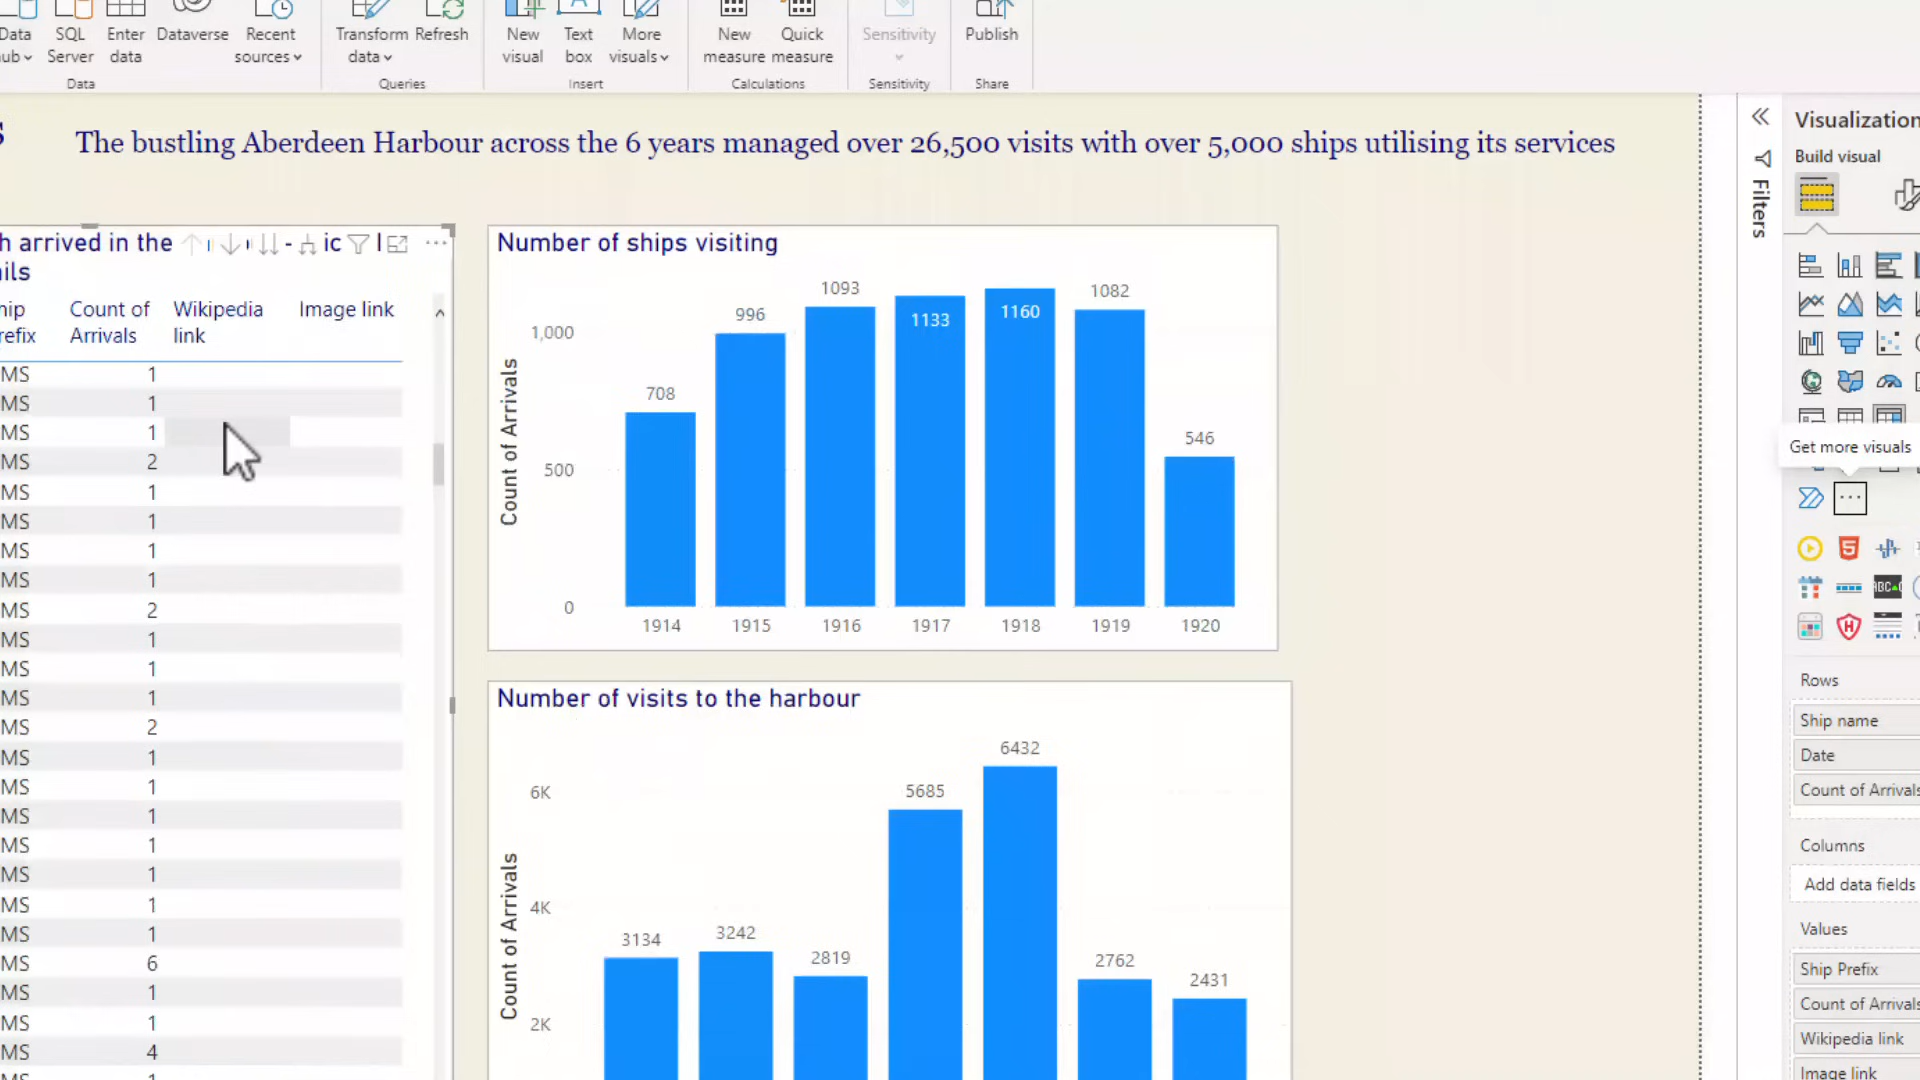 Data
SQL
Enter
Dataverse
Recent
Transform
Refresh
New
Text
More
New
Quick
Sensitivity
Publish
Server
data
sources
data
visual
box
visuals
measure
measure
Data
Queries
Insert
Calculations
Sensitivity
Share
The bustling Aberdeen Harbour across the 6 years managed over 26,500 visits with over 5,000 ships utilising its services
h arrived in the
ic
ils
Count of Arrivals
Wikipedia link
Image link
MS 1
MS 1
MS 1
MS 2
MS 1
MS 1
MS 1
MS 1
MS 2
MS 1
MS 1
MS 1
MS 2
MS 1
MS 1
MS 1
MS 1
MS 1
MS 1
MS 1
MS 6
MS 1
MS 1
MS 4
Number of ships visiting
Count of Arrivals
1,000
500
0
708
996
1093
1133
1160
1082
546
1914
1915
1916
1917
1918
1919
1920
Number of visits to the harbour
Count of Arrivals
6K
4K
2K
3134
3242
2819
5685
6432
2762
2431
Filters
Visualization
Build visual
Get more visuals
Rows
Ship name
Date
Count of Arrivals
Columns
Add data fields
Values
Ship Prefix
Count of Arrivals
Wikipedia link
Image link